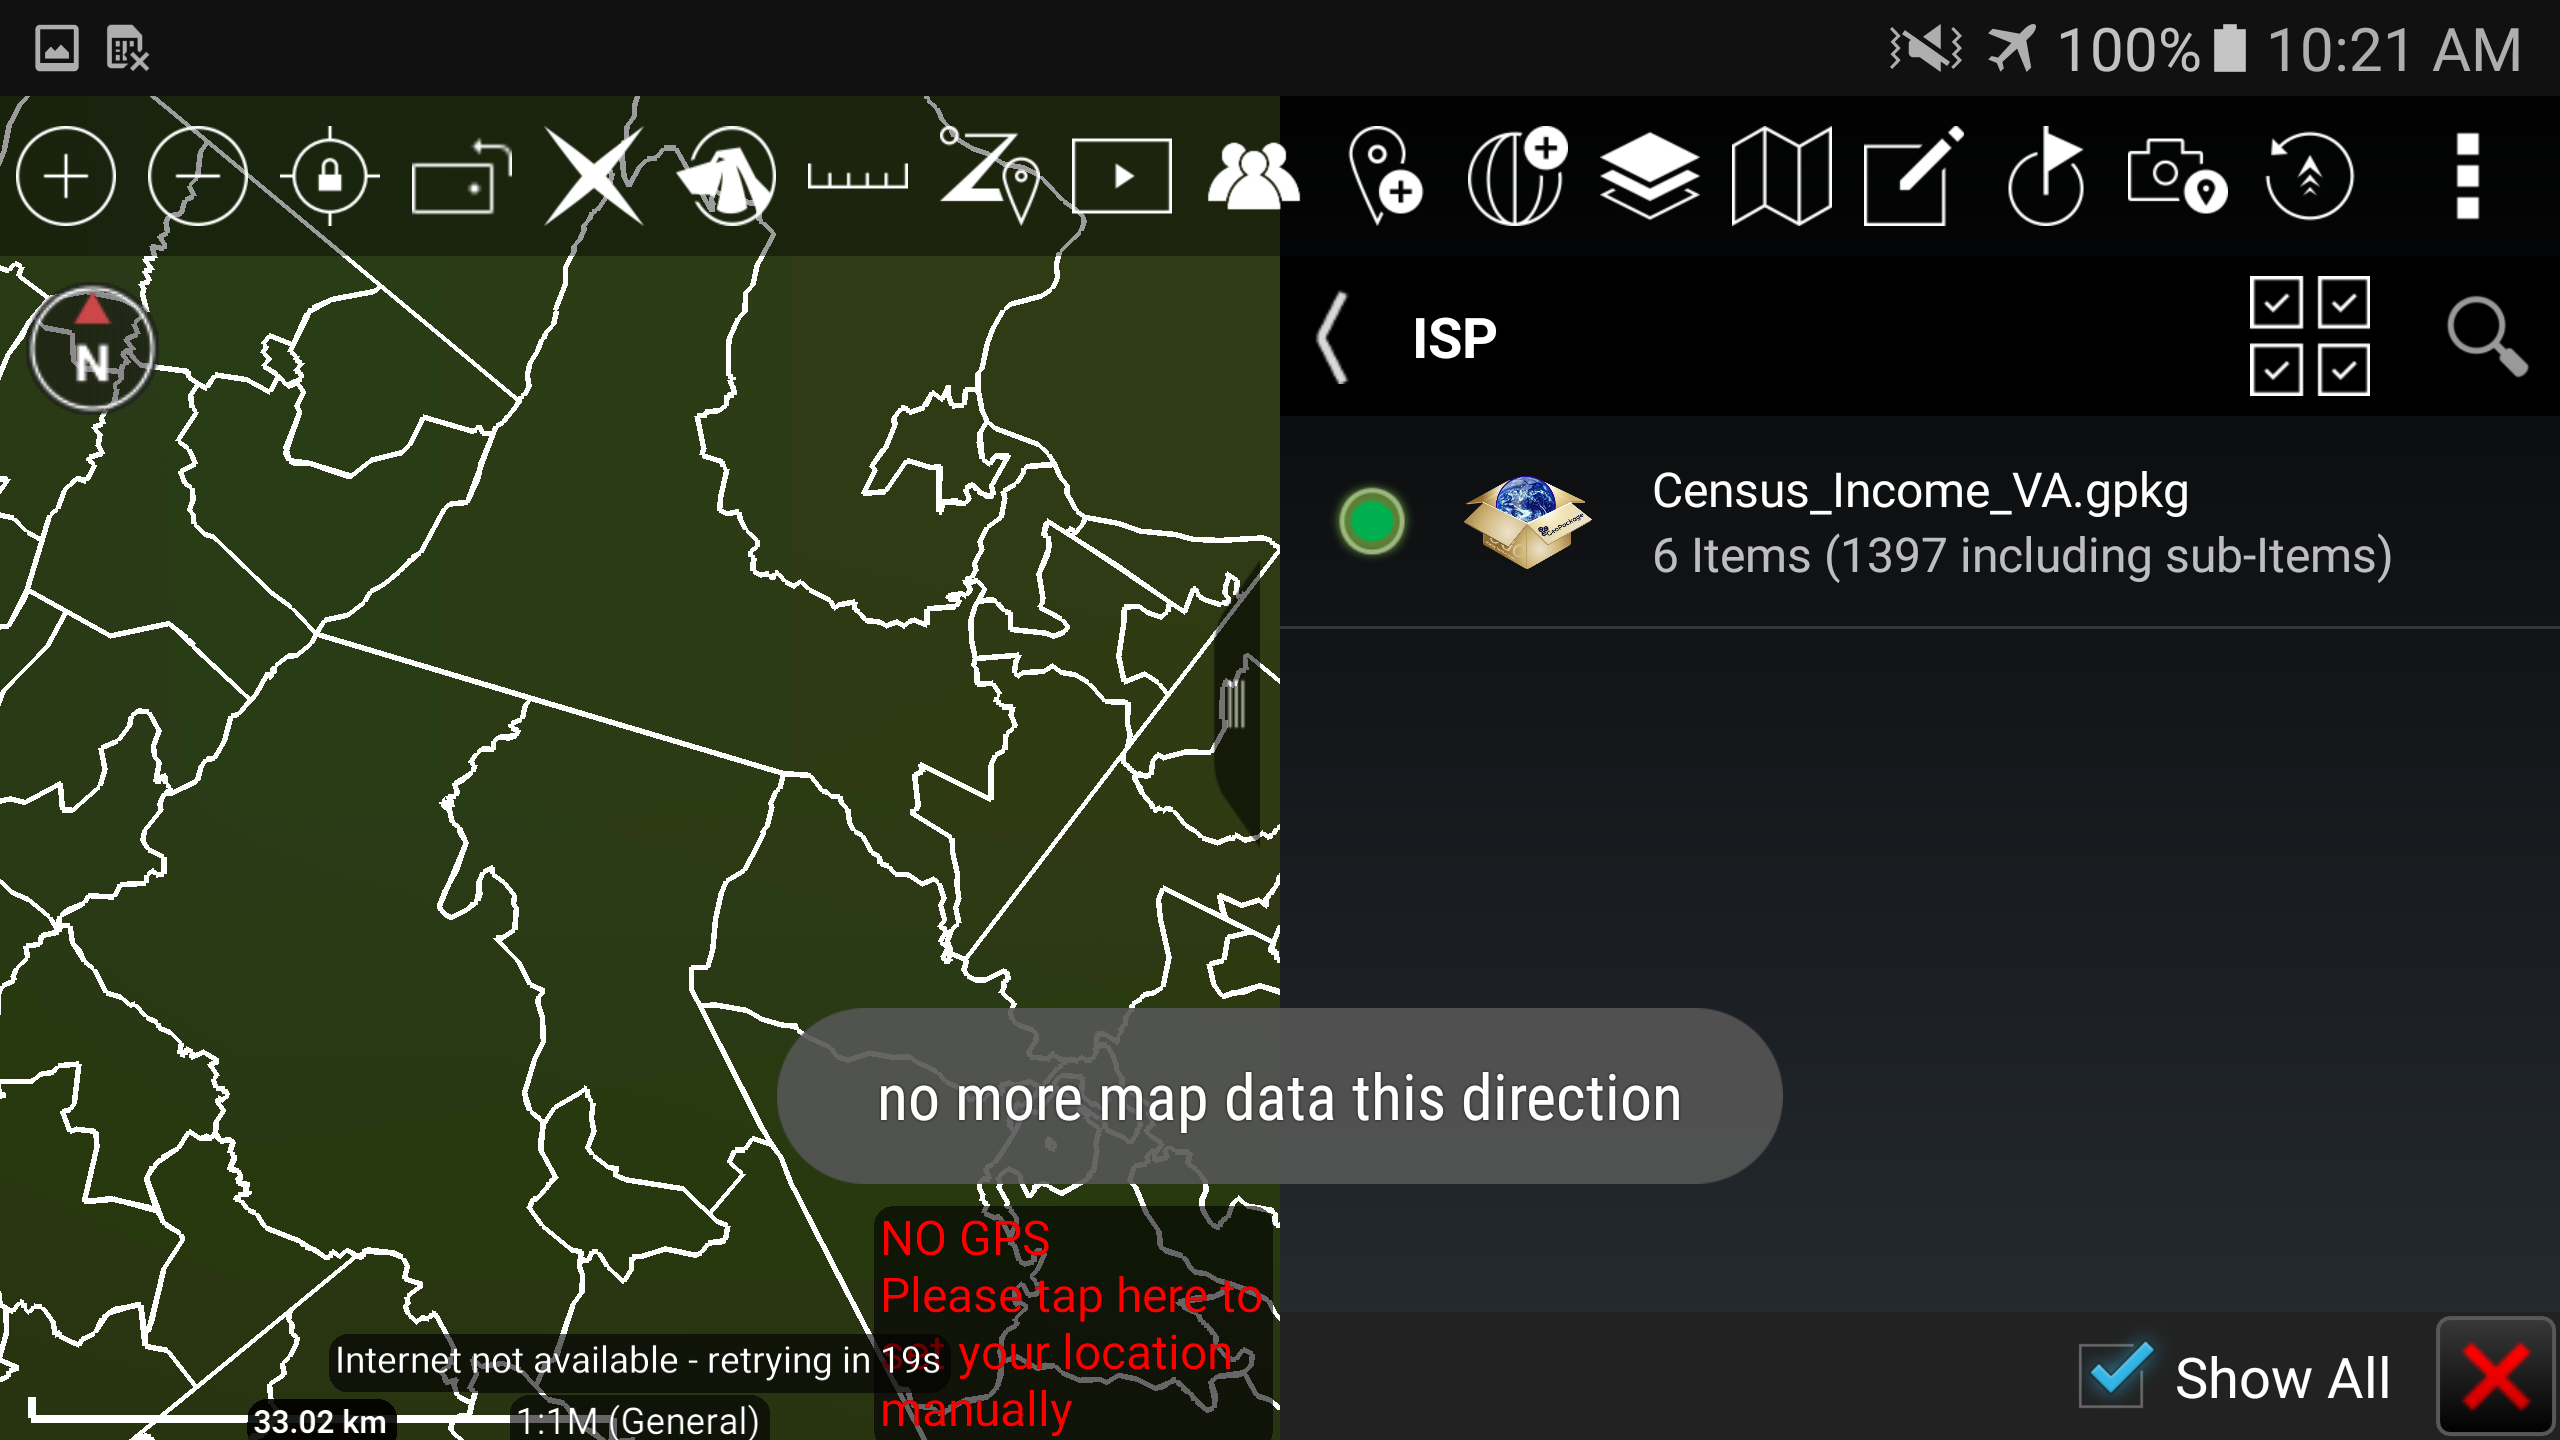 100% 10:21 AM
N
ISP
Census_Income_VA.gpkg
6 Items (1397 including sub-Items)
no more map data this direction
NO GPS
Please tap here to
set your location
manually
Internet not available - retrying in 19s
33.02 km
1:1M (General)
Show All